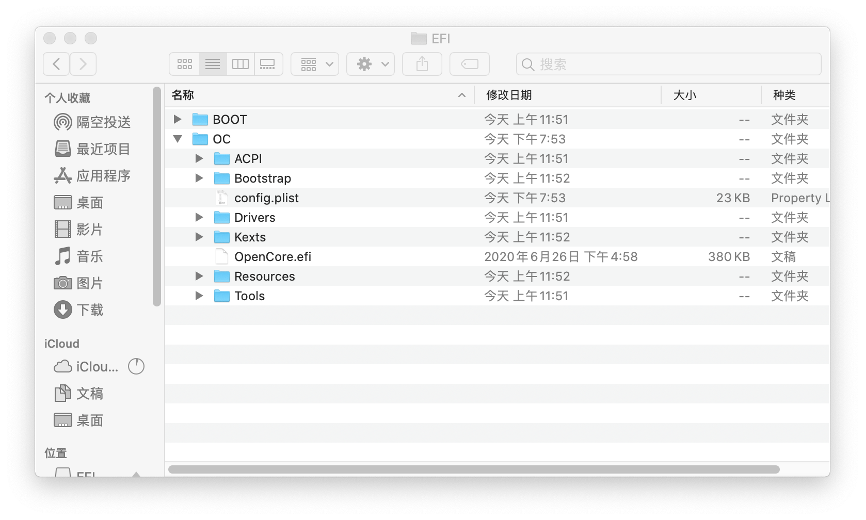 EFI
搜索
个人收藏
隔空投送
最近项目
应用程序
桌面
影片
音乐
图片
下载
iCloud
iClou...
文稿
桌面
位置
EFI
名称 修改日期 大小 种类
BOOT 今天 上午11:51 -- 文件夹
OC 今天 下午7:53 -- 文件夹
ACPI 今天 上午11:51 -- 文件夹
Bootstrap 今天 上午11:52 -- 文件夹
config.plist 今天 下午7:53 23 KB Property L
Drivers 今天 上午11:51 -- 文件夹
Kexts 今天 上午11:52 -- 文件夹
OpenCore.efi 2020年6月26日 下午4:58 380 KB 文稿
Resources 今天 上午11:52 -- 文件夹
Tools 今天 上午11:51 -- 文件夹